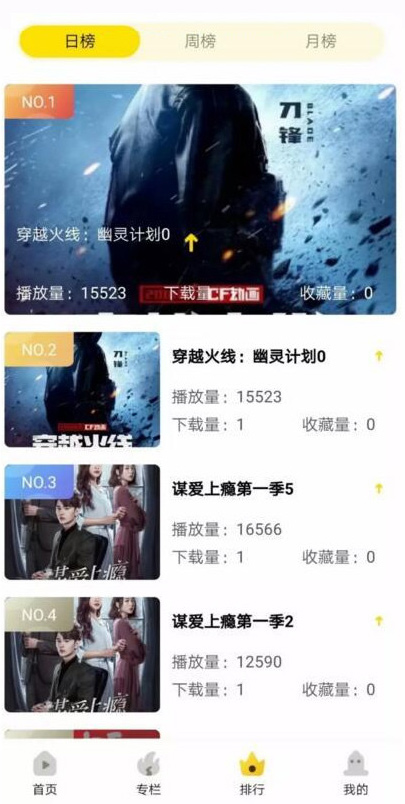 日榜 周榜 月榜
NO.1
刀锋
BLADE
穿越火线：幽灵计划0
播放量：15523 下载量 CF动画 收藏量：0
NO.2
刀锋
CF动画
穿越火线
穿越火线：幽灵计划0
播放量：15523
下载量：1 收藏量：0
NO.3
谋爱上瘾
谋爱上瘾第一季5
播放量：16566
下载量：1 收藏量：0
NO.4
谋爱上瘾
谋爱上瘾第一季2
播放量：12590
下载量：1 收藏量：0
首页 专栏 排行 我的